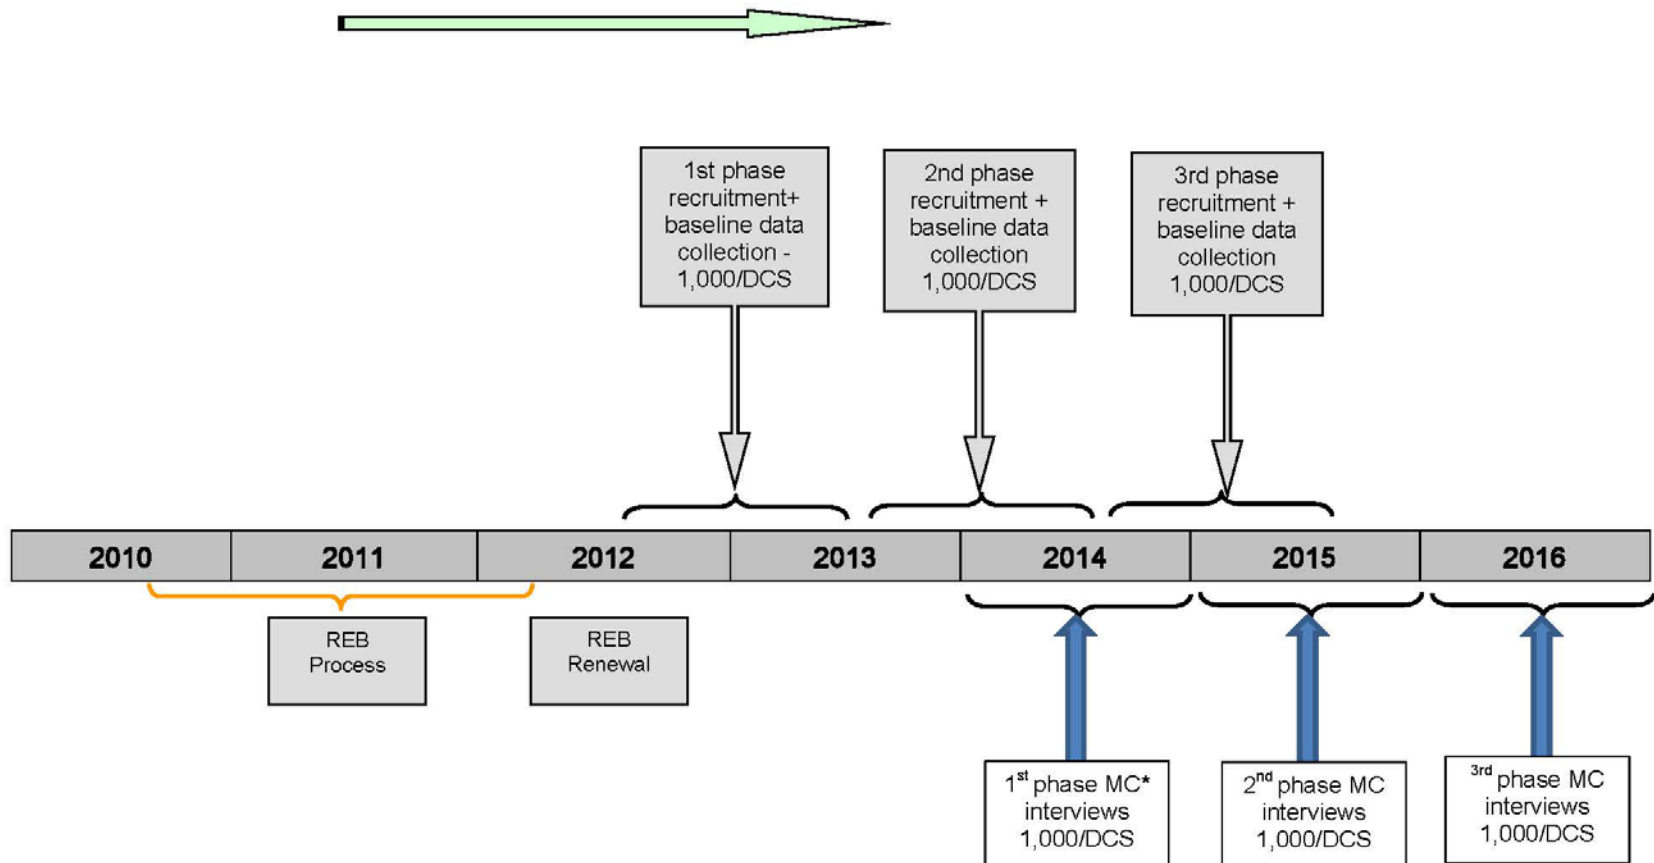 1st phase
recruitment+
baseline data
collection -
1,000/DCS
2nd phase
recruitment +
baseline data
collection
1,000/DCS
3rd phase
recruitment +
baseline data
collection
1,000/DCS
2010 2011 2012 2013 2014 2015 2016
REB
Process
REB
Renewal
1st phase MC*
interviews
1,000/DCS
2nd phase MC
interviews
1,000/DCS
3rd phase MC
interviews
1,000/DCS